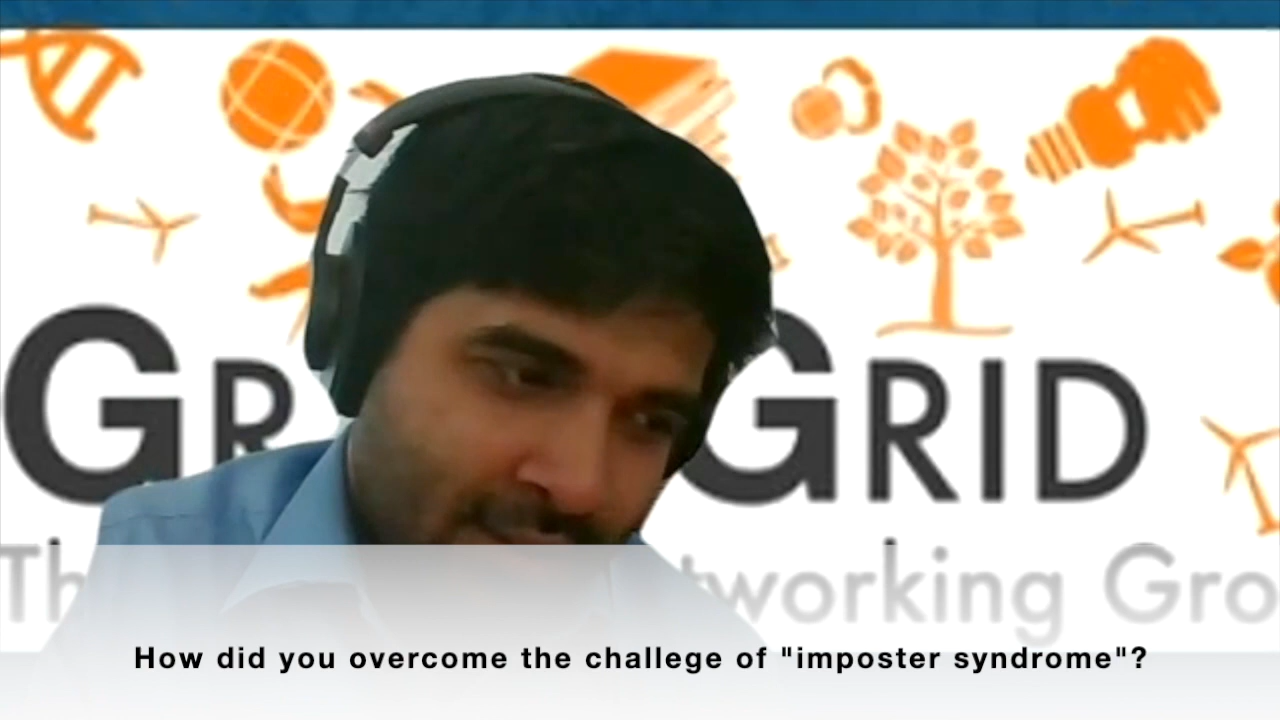 GR GRID
Th tworking Gro
How did you overcome the challege of "imposter syndrome"?